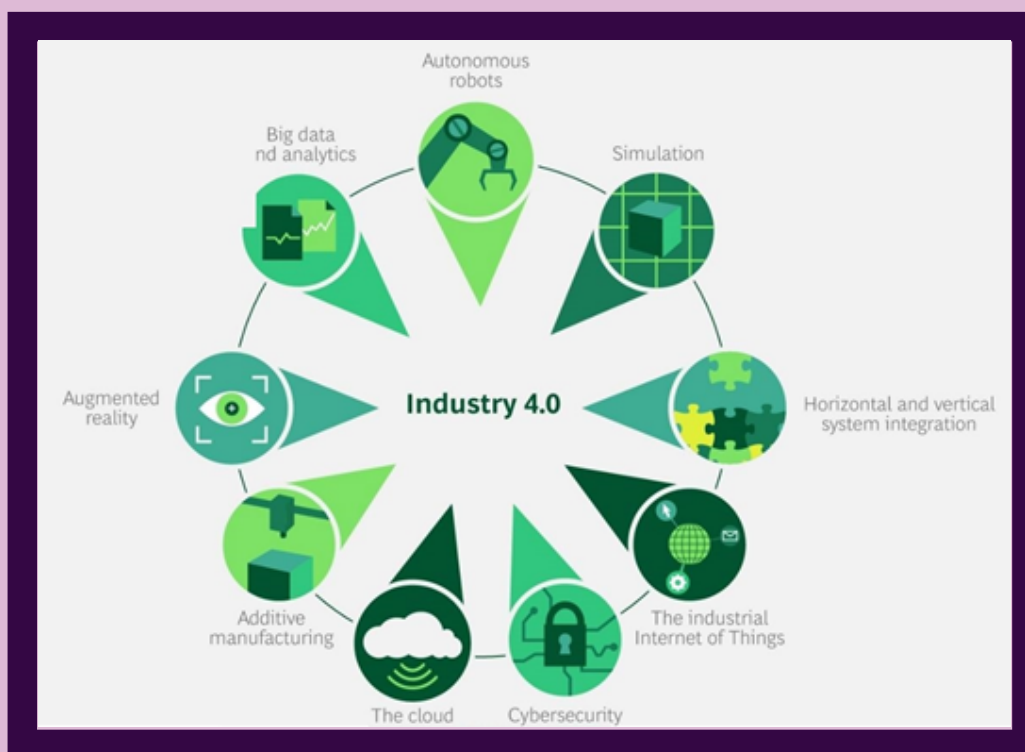 Autonomous
robots
Simulation
Horizontal and vertical
system integration
The industrial
Internet of Things
Cybersecurity
The cloud
Additive
manufacturing
Augmented
reality
Big data
nd analytics
Industry 4.0